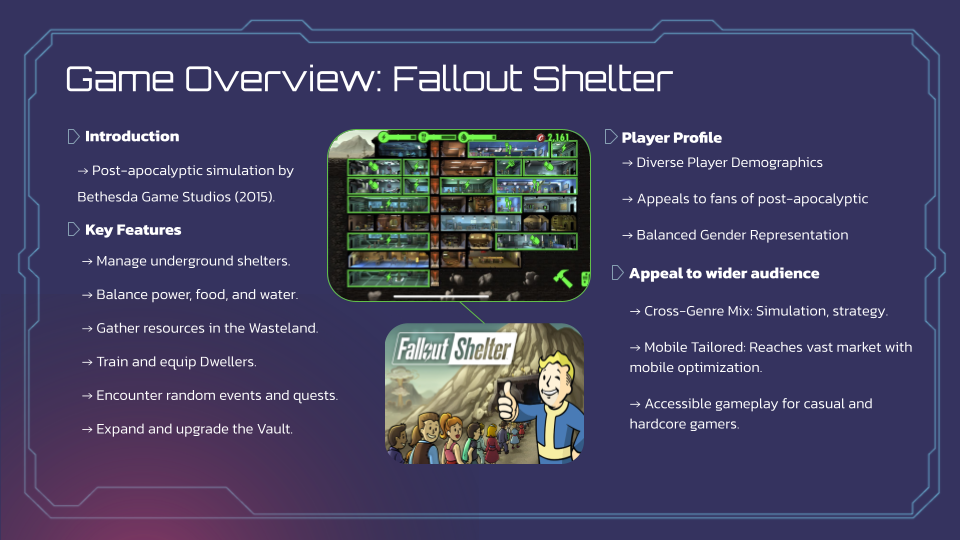 Game Overview: Fallout Shelter
Introduction
→ Post-apocalyptic simulation by
Bethesda Game Studios (2015).
Key Features
→ Manage underground shelters.
→ Balance power, food, and water.
→ Gather resources in the Wasteland.
→ Train and equip Dwellers.
→ Encounter random events and quests.
→ Expand and upgrade the Vault.
2,161
Fallout Shelter
Player Profile
→ Diverse Player Demographics
→ Appeals to fans of post-apocalyptic
→ Balanced Gender Representation
Appeal to wider audience
→ Cross-Genre Mix: Simulation, strategy.
→ Mobile Tailored: Reaches vast market with
mobile optimization.
→ Accessible gameplay for casual and
hardcore gamers.